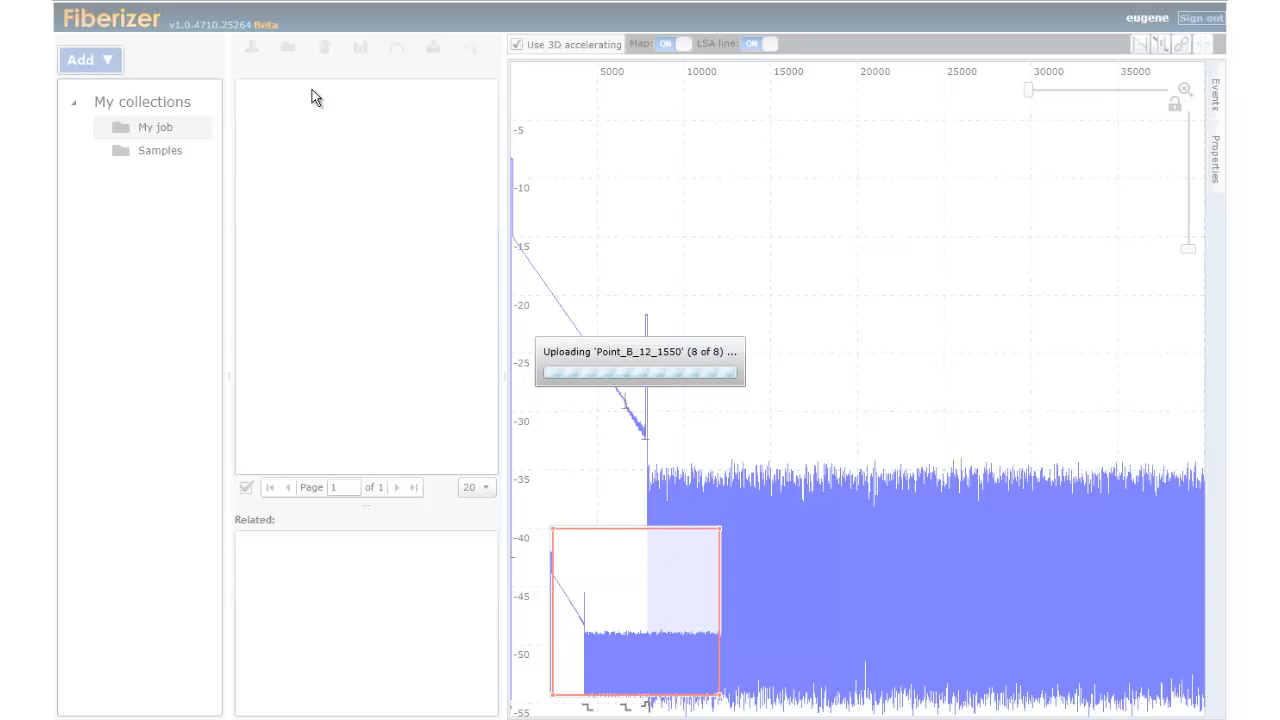 Fiberizer v1.0.4710.25264 Beta
eugene Sign out
Add
Use 3D accelerating Map: ON LSA line: ON
My collections
My job
Samples
5000 10000 15000 20000 25000 30000 35000
-5
-10
-15
-20
-25
-30
-35
-40
-45
-50
-55
Events
Properties
Uploading 'Point_B_12_1550' (8 of 8) ...
Page 1 of 1 20
Related: